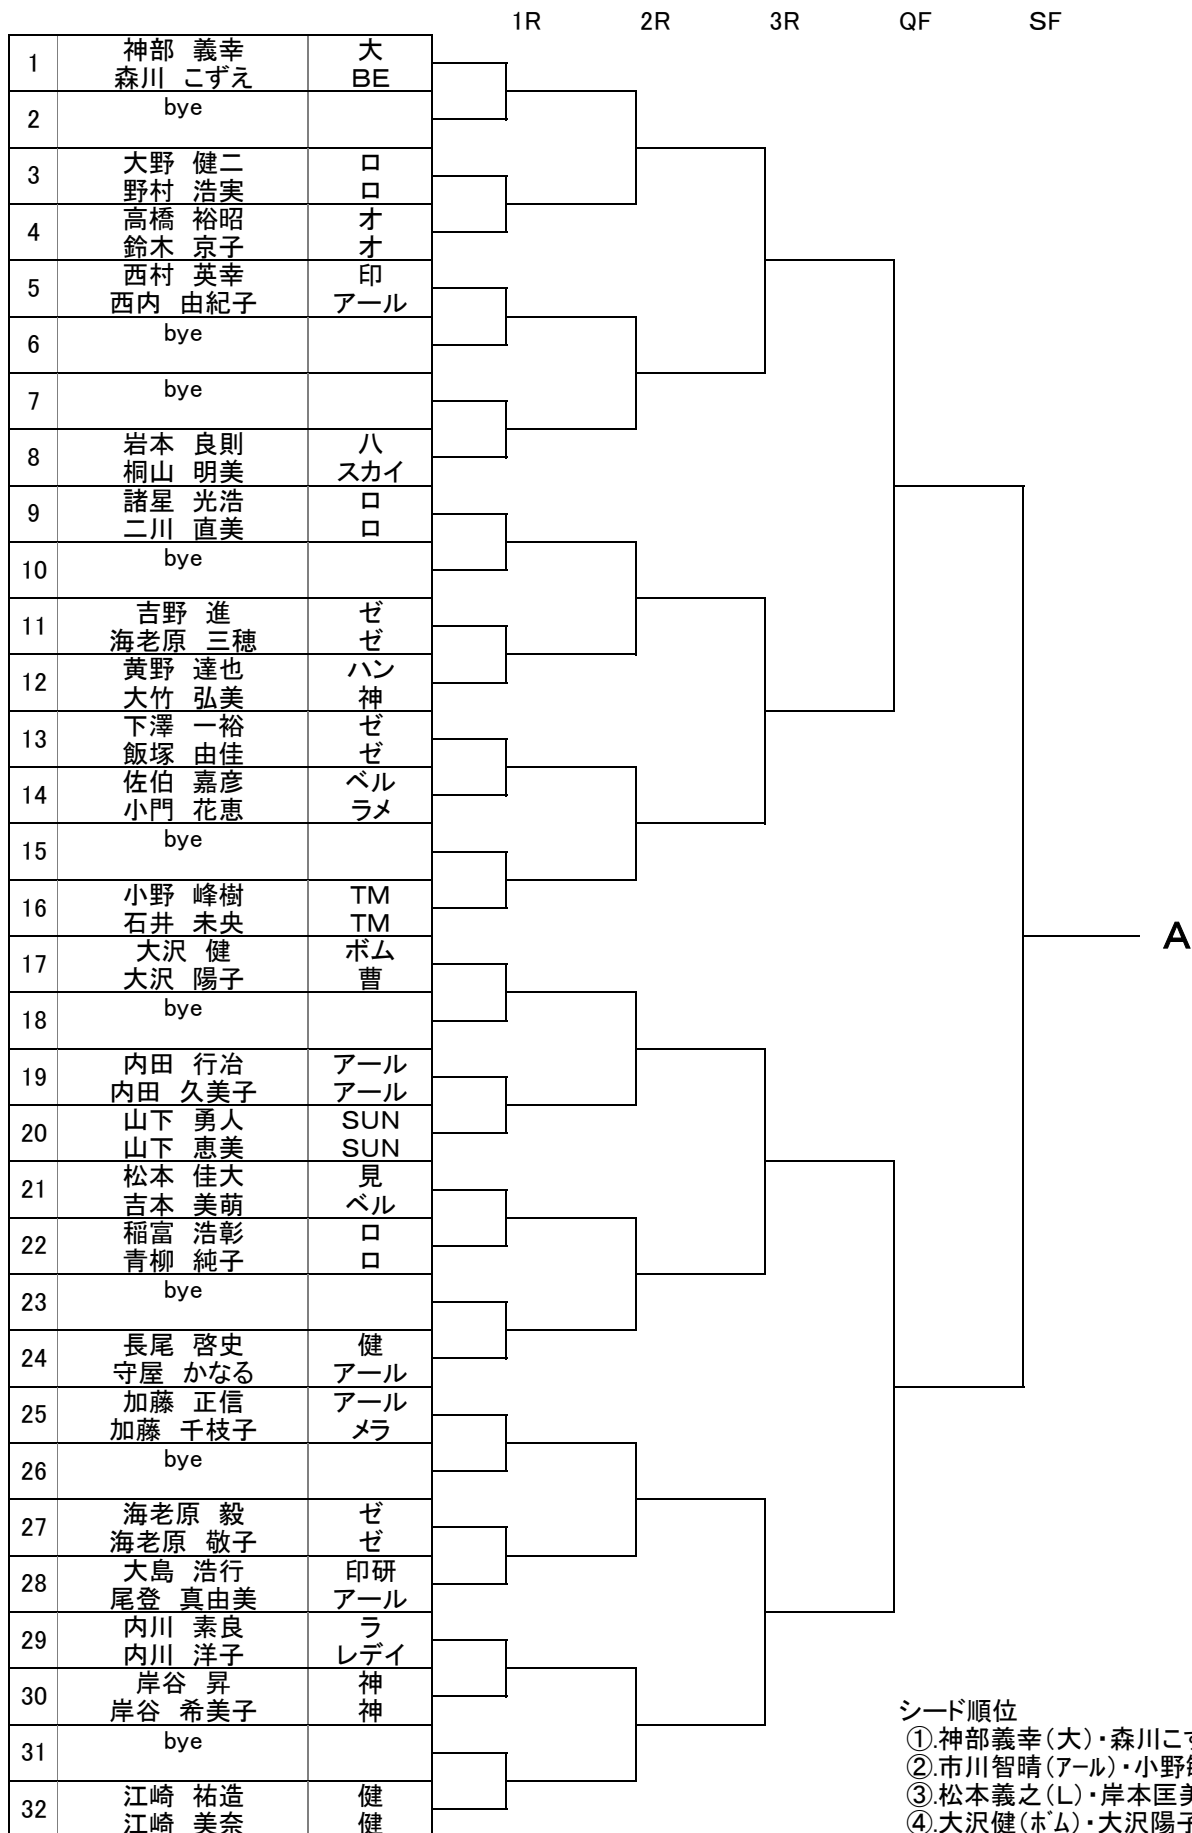 1R 2R 3R QF SF
1 神部 義幸 大
森川 こずえ BE
2 bye
3 大野 健二 ロ
野村 浩実 ロ
4 高橋 裕昭 オ
鈴木 京子 オ
5 西村 英幸 印
西内 由紀子 アール
6 bye
7 bye
8 岩本 良則 八
桐山 明美 スカイ
9 諸星 光浩 ロ
二川 直美 ロ
10 bye
11 吉野 進 ゼ
海老原 三穂 ゼ
12 黄野 達也 ハン
大竹 弘美 神
13 下澤 一裕 ゼ
飯塚 由佳 ゼ
14 佐伯 嘉彦 ベル
小門 花恵 ラメ
15 bye
16 小野 峰樹 TM
石井 未央 TM
A
17 大沢 健 ボム
大沢 陽子 曹
18 bye
19 内田 行冶 アール
内田 久美子 アール
20 山下 勇人 SUN
山下 恵美 SUN
21 松本 佳大 見
吉本 美萌 ベル
22 稲富 浩彰 ロ
青柳 純子 ロ
23 bye
24 長尾 啓史 健
守屋 かなる アール
25 加藤 正信 アール
加藤 千枝子 メラ
26 bye
27 海老原 毅 ゼ
海老原 敬子 ゼ
28 大島 浩行 印研
尾登 真由美 アール
29 内川 素良 ラ
内川 洋子 レデイ
30 岸谷 昇 神
岸谷 希美子 神
31 bye
32 江崎 祐造 健
江崎 美奈 健
シード順位
①.神部義幸(大)・森川こず
②.市川智晴(アール)・小野
③.松本義之(L)・岸本匡美
④.大沢健(ボム)・大沢陽子